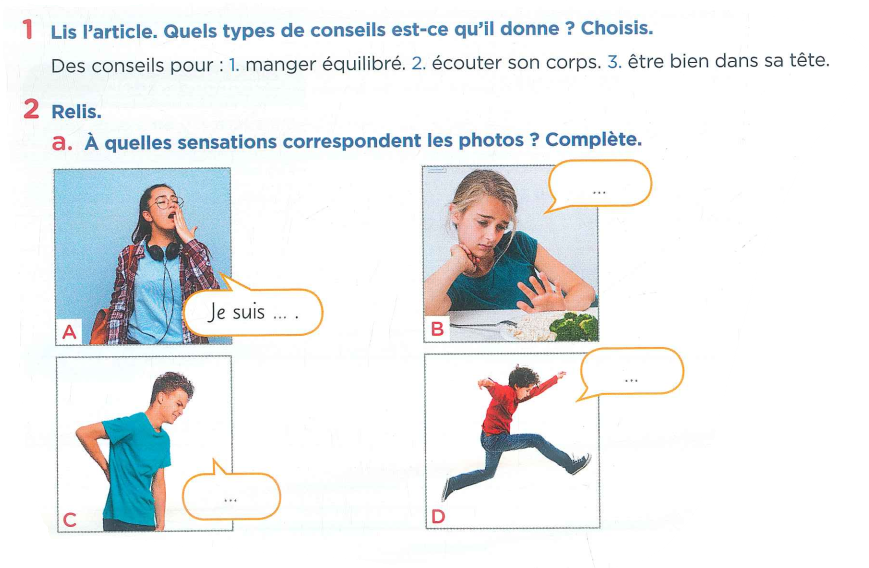 1 Lis l'article. Quels types de conseils est-ce qu'il donne ? Choisis.
Des conseils pour : 1. manger équilibré. 2. écouter son corps. 3. être bien dans sa tête.
2 Relis.
a. À quelles sensations correspondent les photos ? Complète.
...
Je suis ... .
A
B
...
...
C
D